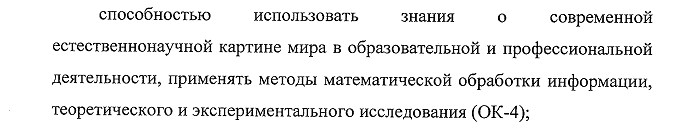 способностью использовать знания о современной
естественнонаучной картине мира в образовательной и профессиональной
деятельности, применять методы математической обработки информации,
теоретического и экспериментального исследования (ОК-4);